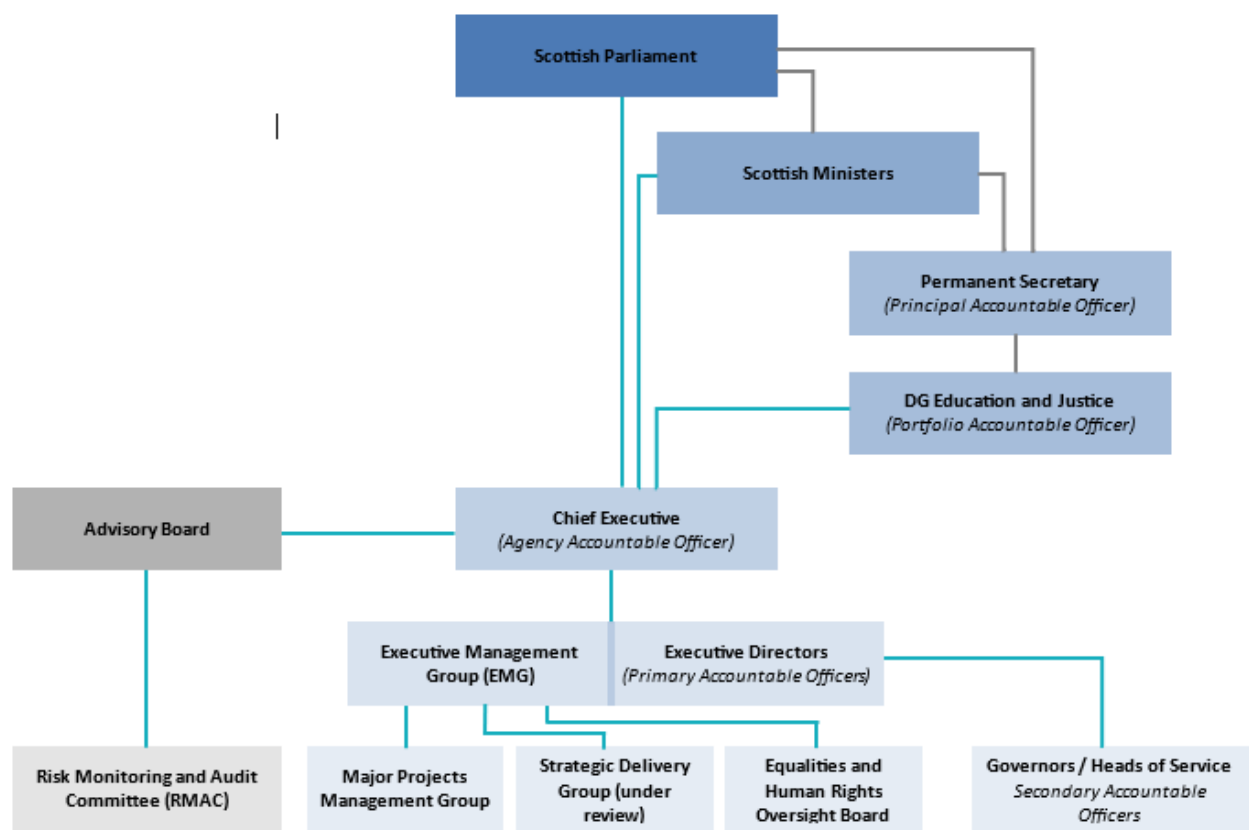 Scottish Parliament
Scottish Ministers
Permanent Secretary
(Principal Accountable Officer)
DG Education and Justice
(Portfolio Accountable Officer)
Advisory Board
Chief Executive
(Agency Accountable Officer)
Executive Management
Group (EMG)
Executive Directors
(Primary Accountable Officers)
Risk Monitoring and Audit
Committee (RMAC)
Major Projects
Management Group
Strategic Delivery
Group (under
review)
Equalities and
Human Rights
Oversight Board
Governors / Heads of Service
Secondary Accountable
Officers